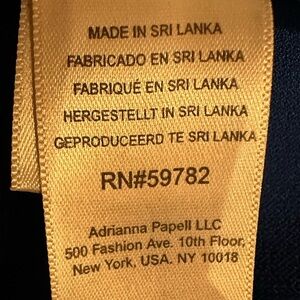 MADE IN SRI LANKA
FABRICADO EN SRI LANKA
FABRIQUÉ EN SRI LANKA
HERGESTELLT IN SRI LANKA
GEPRODUCEERD TE SRI LANKA
RN#59782
Adrianna Papell LLC
500 Fashion Ave. 10th Floor,
New York, USA. NY 10018